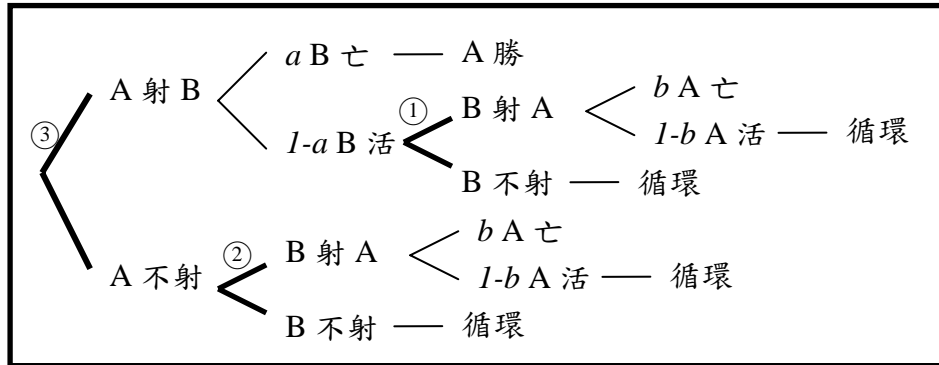 a B 亡 — A 勝
A 射 B
b A 亡
① B 射 A
③
1-a B 活
1-b A 活 — 循環
B 不射 — 循環
b A 亡
② B 射 A
A 不射
1-b A 活 — 循環
B 不射 — 循環